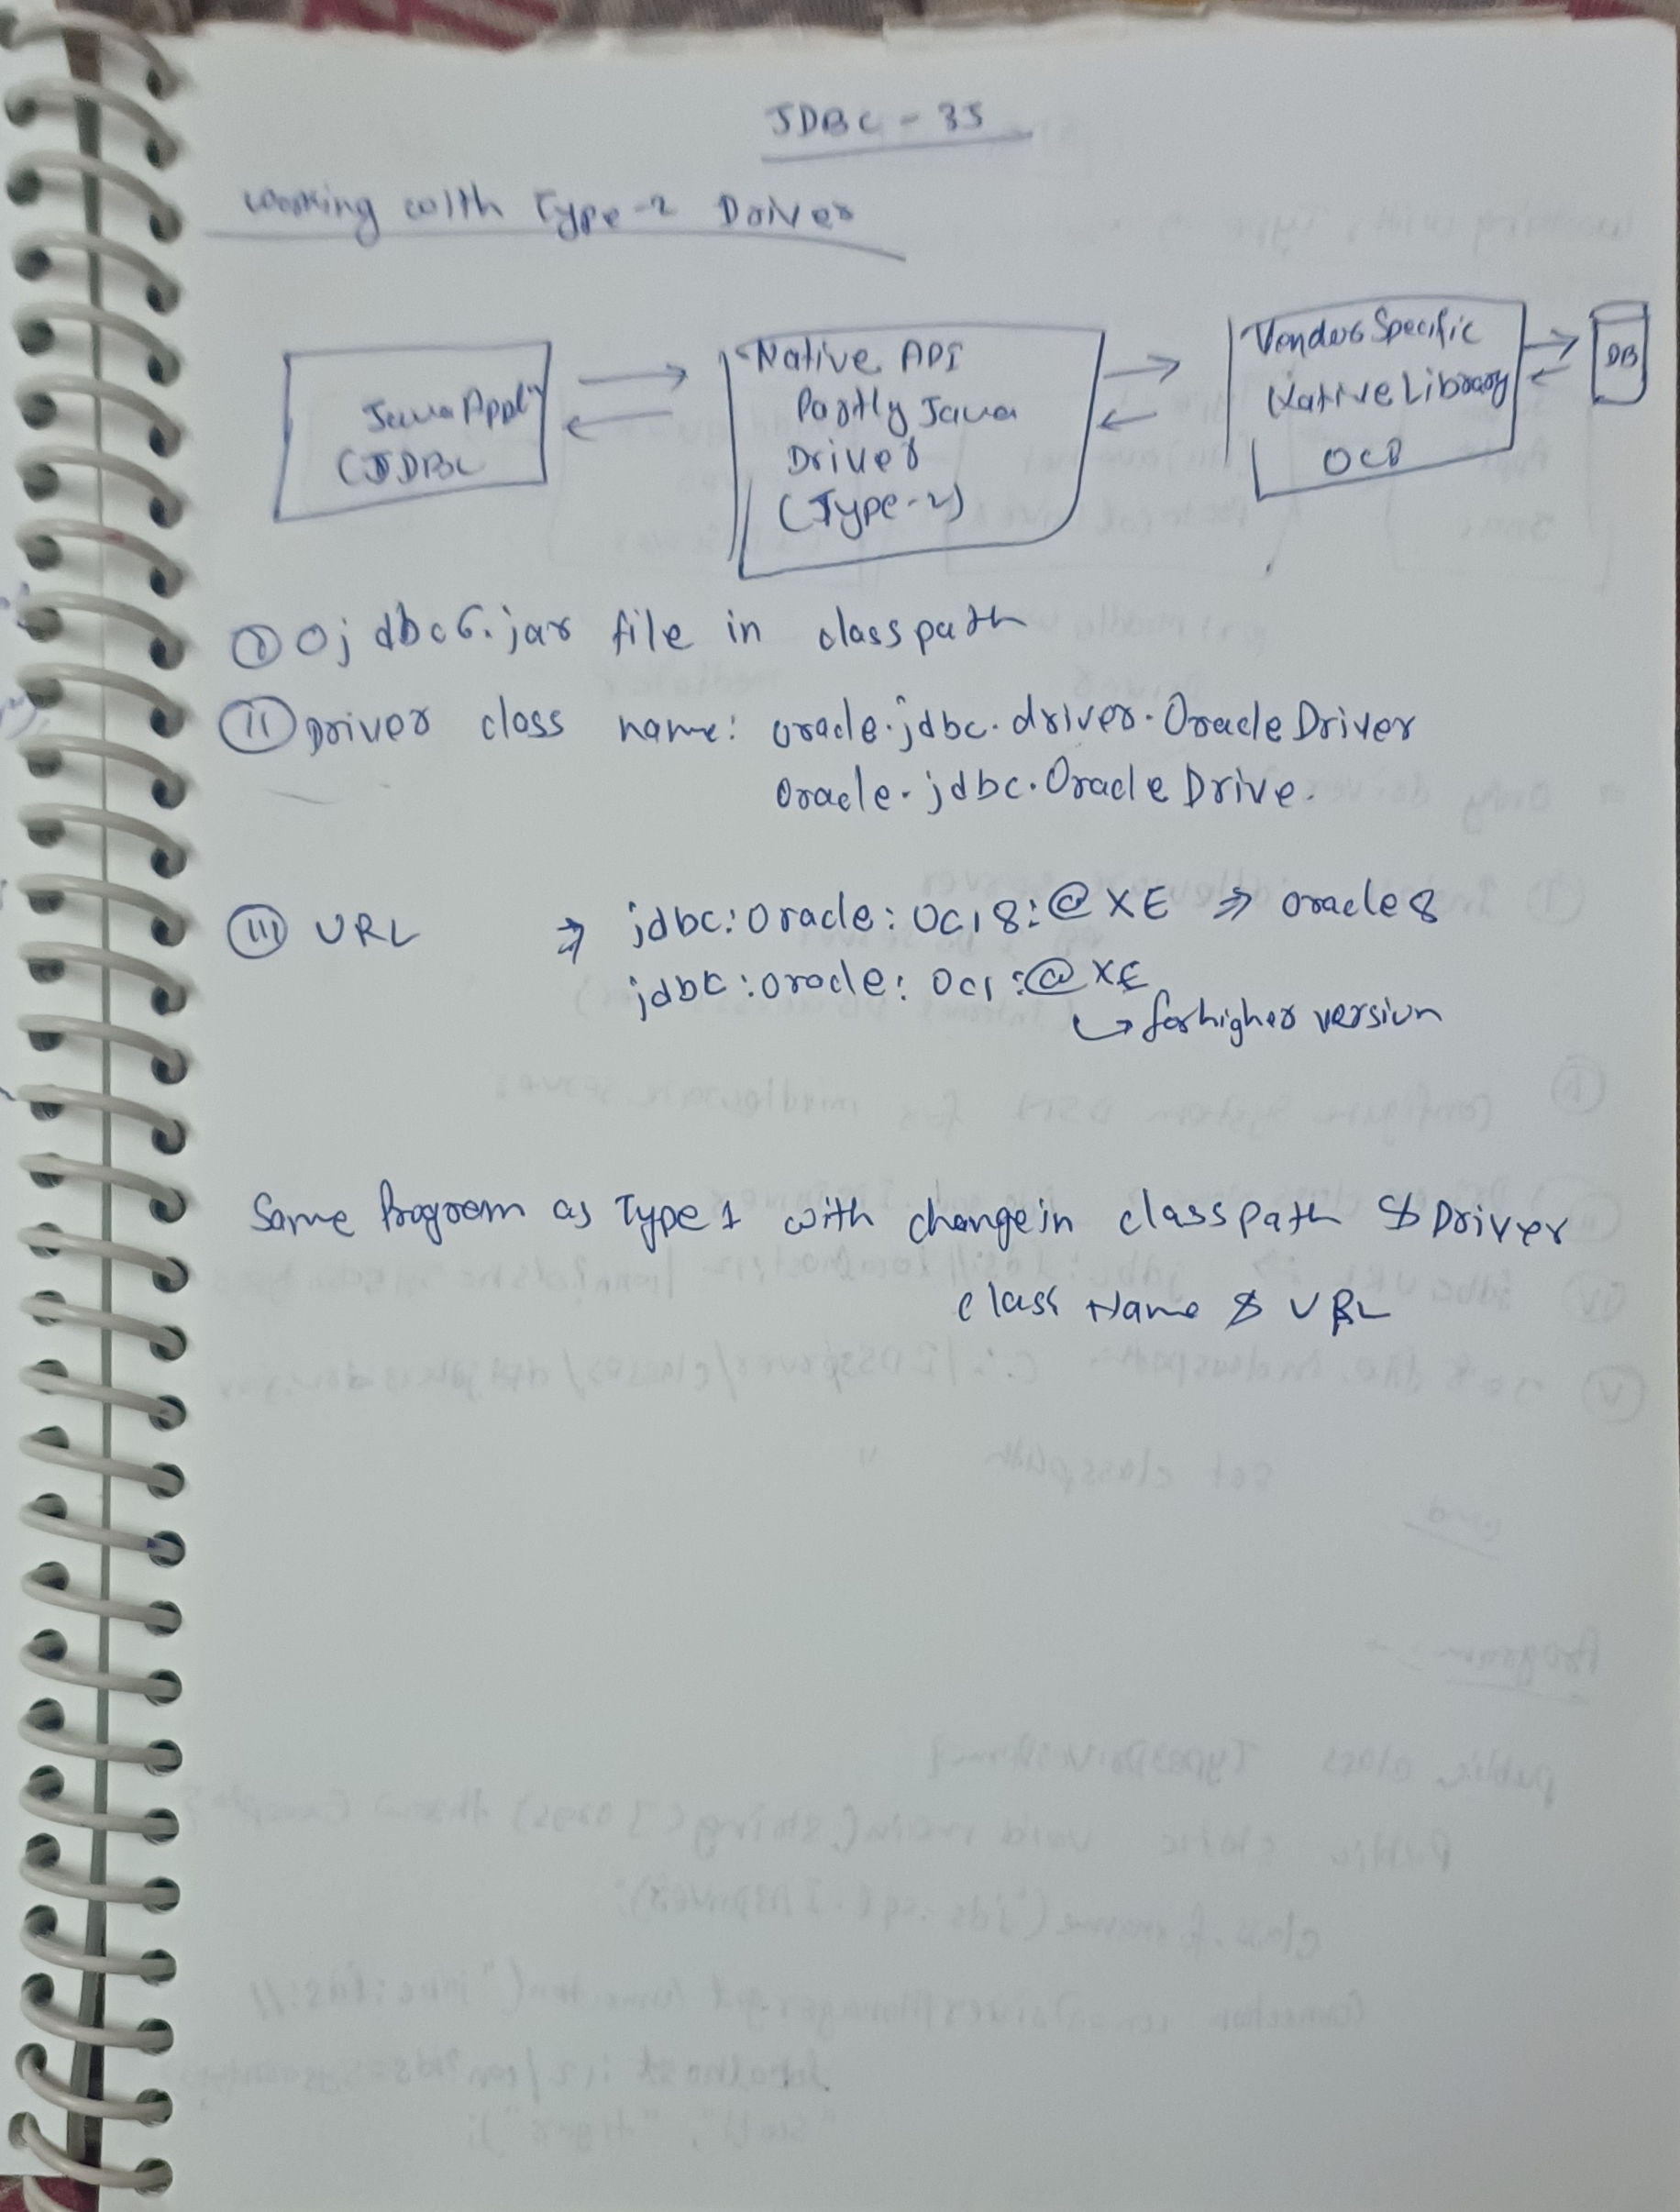 JDBC - 35
Working with Type-2 Driver
Java Appln
(JDBC
Native API
Partly Java
Driver
(Type-2)
Vendor Specific
Native Library
OCD
DB
(i) Ojdbc6.jar file in classpath
(ii) Driver class name: oracle.jdbc.driver.OracleDriver
Oracle.jdbc.OracleDrive.
(iii) URL ⇒ jdbc:oracle:oci8:@XE ⇒ oracle8
jdbc:oracle:oci:@XE
↳ for higher version
Same Program as Type 1 with change in classpath & Driver
class Name & URL